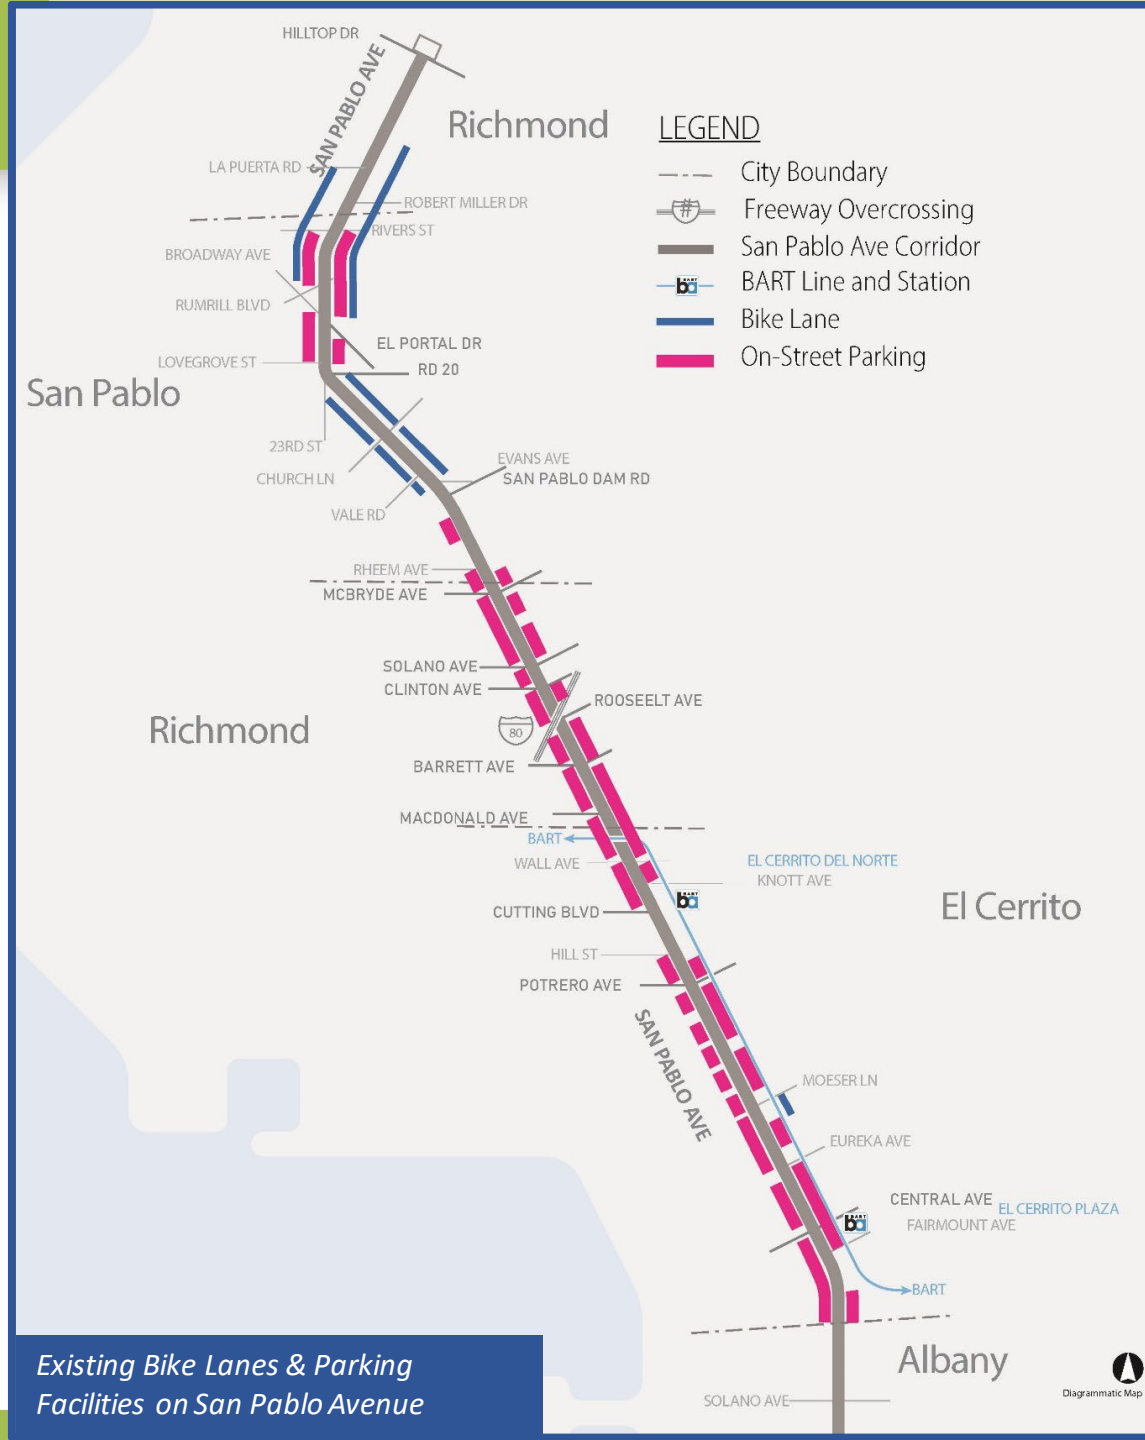 HILLTOP DR
SAN PABLO AVE
Richmond
LEGEND
City Boundary
#
Freeway Overcrossing
San Pablo Ave Corridor
BART
ba
BART Line and Station
Bike Lane
On-Street Parking
LA PUERTA RD
ROBERT MILLER DR
RIVERS ST
BROADWAY AVE
RUMRILL BLVD
EL PORTAL DR
LOVEGROVE ST
RD 20
San Pablo
23RD ST
CHURCH LN
EVANS AVE
SAN PABLO DAM RD
VALE RD
RHEEM AVE
MCBRYDE AVE
SOLANO AVE
CLINTON AVE
ROOSEELT AVE
Richmond
80
BARRETT AVE
MACDONALD AVE
BART
WALL AVE
EL CERRITO DEL NORTE
KNOTT AVE
BART
ba
El Cerrito
CUTTING BLVD
HILL ST
POTRERO AVE
SAN PABLO AVE
MOESER LN
EUREKA AVE
CENTRAL AVE
EL CERRITO PLAZA
BART
ba
FAIRMOUNT AVE
BART
Albany
SOLANO AVE
Diagrammatic Map
Existing Bike Lanes & Parking
Facilities on San Pablo Avenue